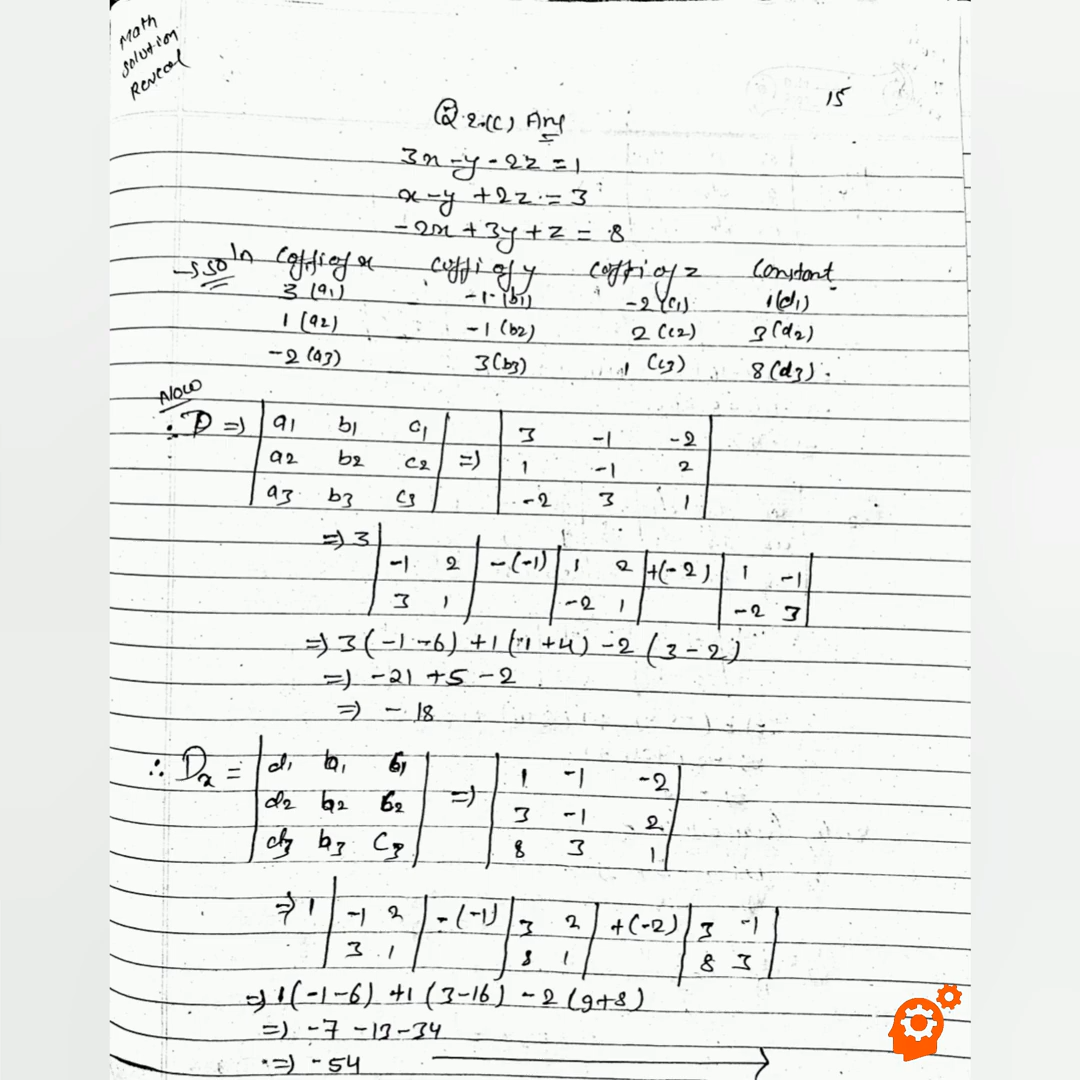 Math
Solution
Reveal
15
Q.2.(C) Ans
3x-y-2z=1
x-y+2z=3
-2x+3y+z=8
→ SO In Coffi of x coffi of y coffi of z Constant
3 (a1) -1 (b1) -2 (c1) 1(d1)
1 (a2) -1 (b2) 2 (c2) 3(d2)
-2 (a3) 3(b3) 1 (c3) 8(d3).
Now
∴ D => | a1 b1 c1 | => | 3 -1 -2 |
| a2 b2 c2 | | 1 -1 2 |
| a3 b3 c3 | | -2 3 1 |
=> 3 | -1 2 | -(-1) | 1 2 | +(-2) | 1 -1 |
| 3 1 | | -2 1 | | -2 3 |
=> 3(-1-6) +1(1+4) -2(3-2)
=> -21+5-2
=> -18
∴ Dx = | d1 b1 | => | 1 -1 -2 |
| d2 b2 | | 3 -1 2 |
| d3 b3 C3 | | 8 3 1 |
=> 1 | -1 2 | -(-1) | 3 2 | +(-2) | 3 -1 |
| 3 1 | | 8 1 | | 8 3 |
=> 1(-1-6) +1(3-16) -2(9+8)
=> -7-13-34
=> -54